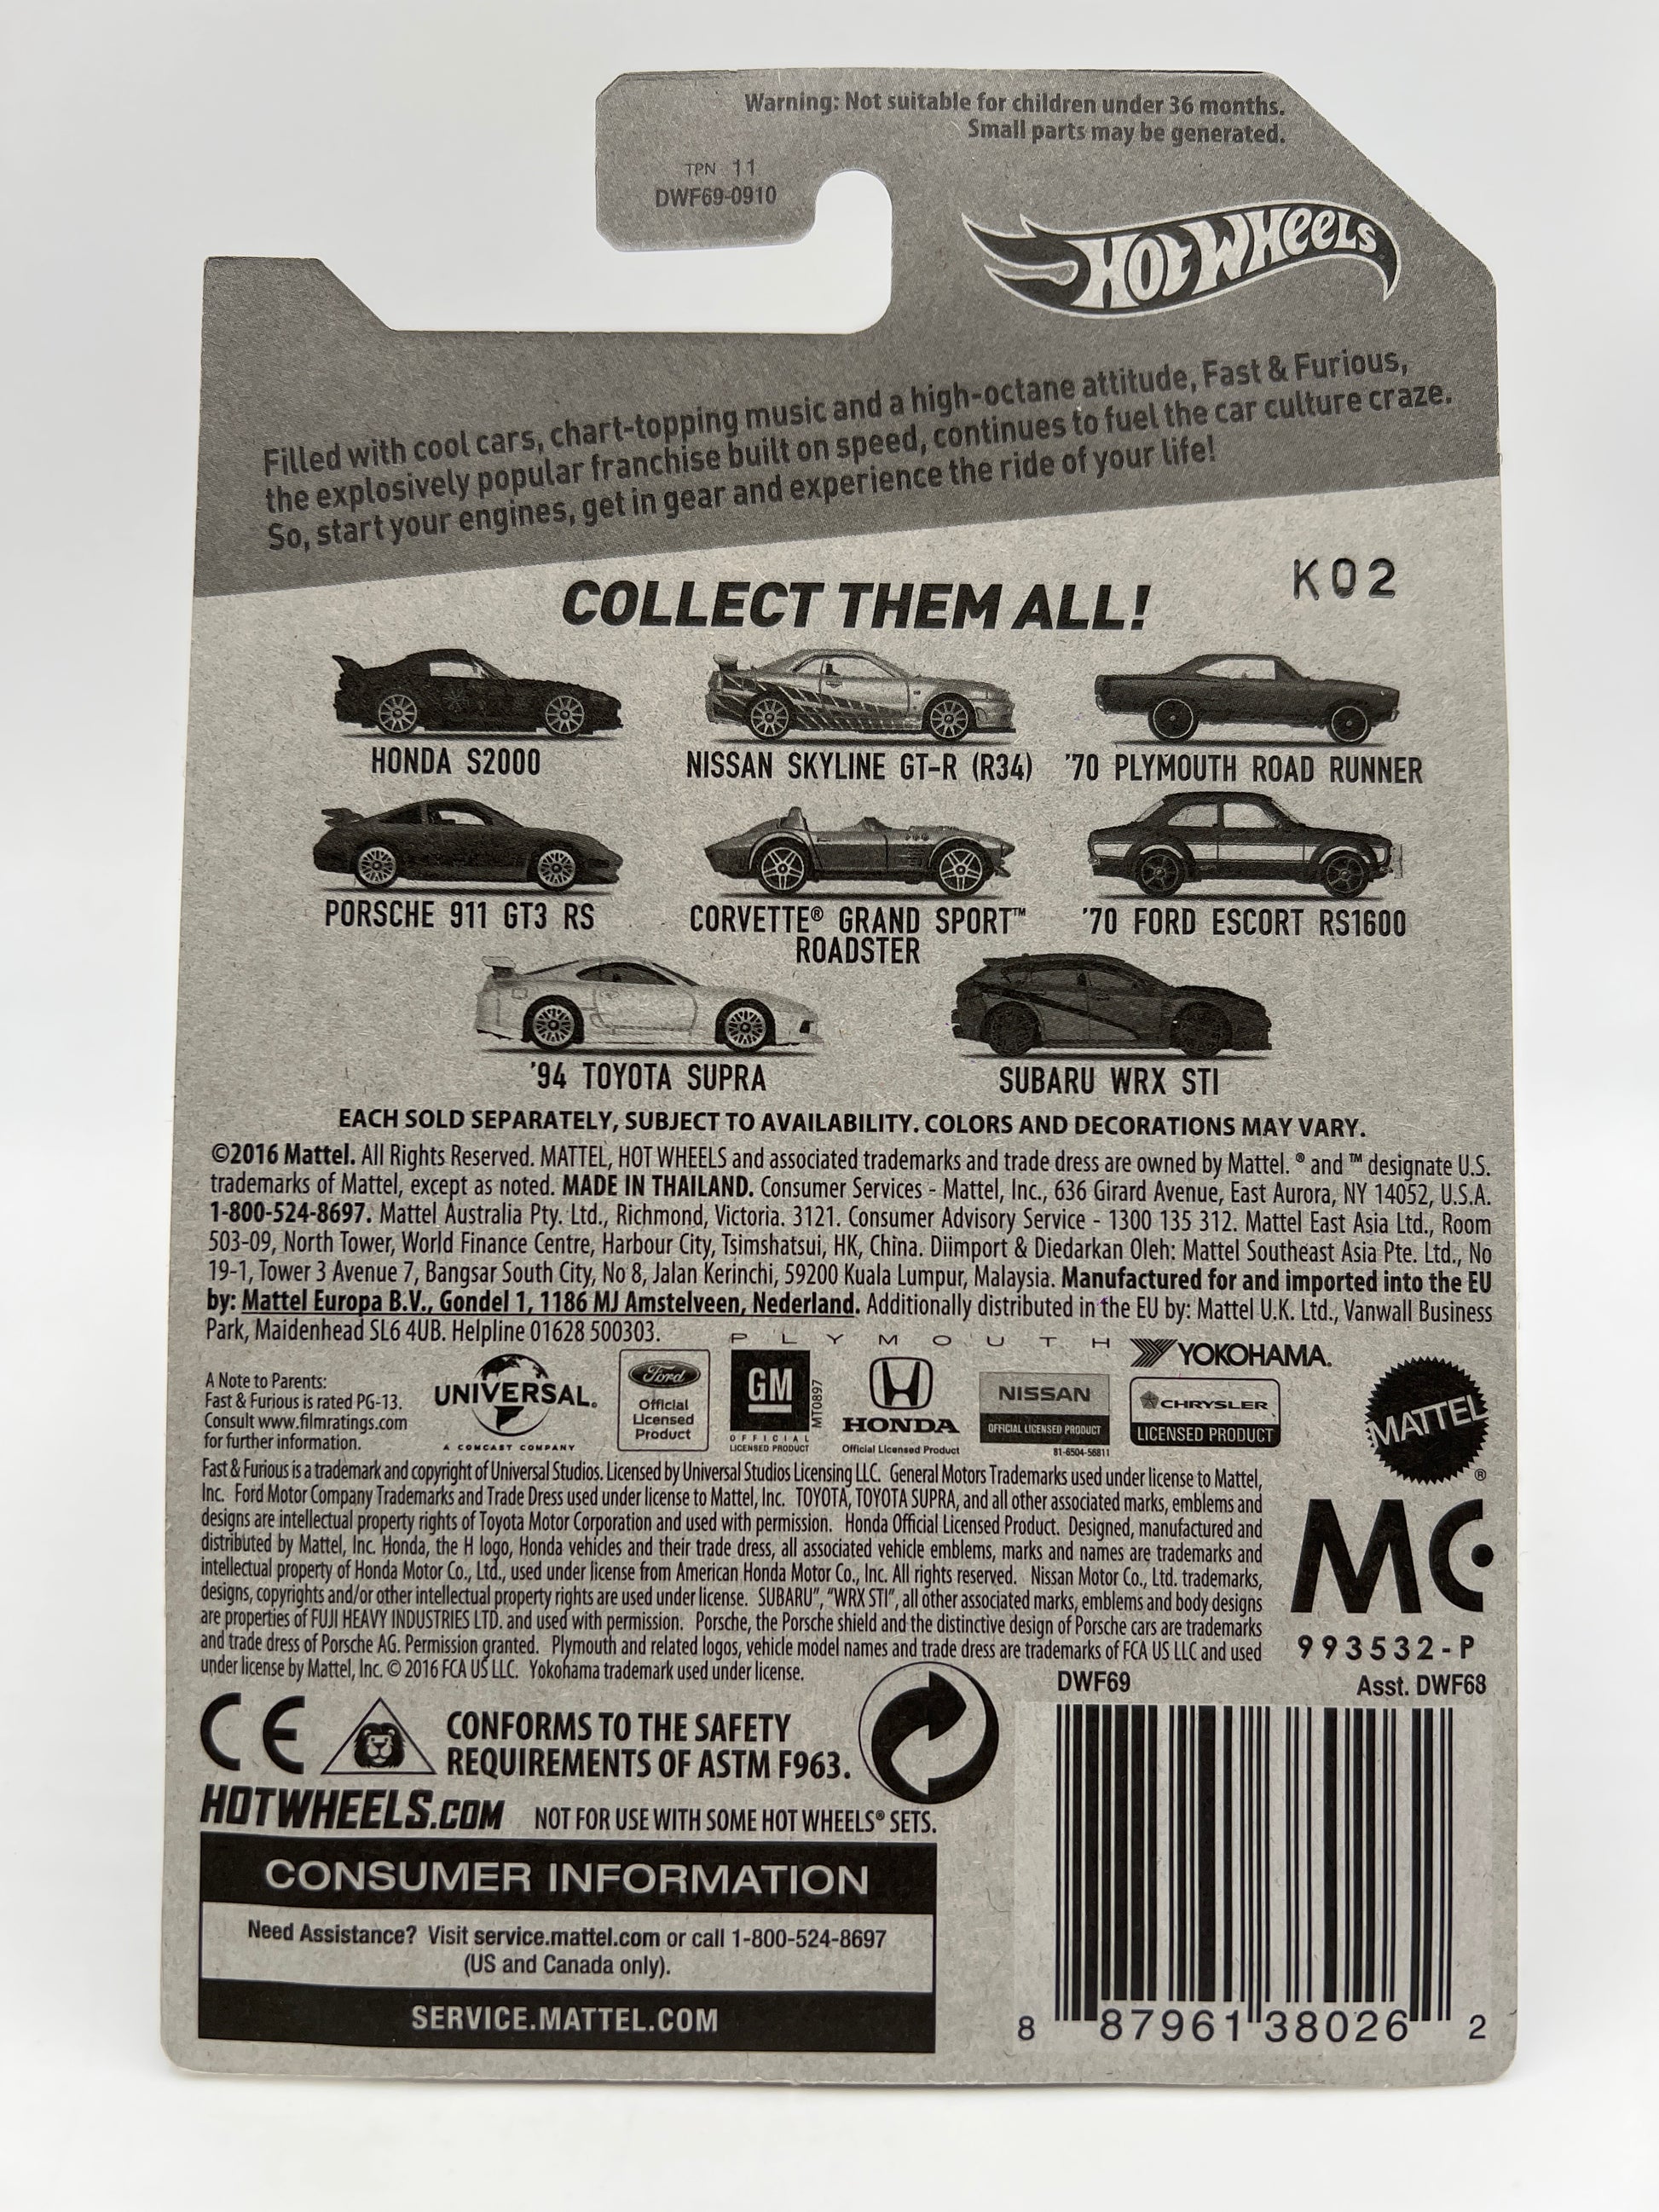 Warning: Not suitable for children under 36 months.
Small parts may be generated.
TPN 11
DWF69-0910
HOT WHEELS
Filled with cool cars, chart-topping music and a high-octane attitude, Fast & Furious,
the explosively popular franchise built on speed, continues to fuel the car culture craze.
So, start your engines, get in gear and experience the ride of your life!
K02
COLLECT THEM ALL!
HONDA S2000
NISSAN SKYLINE GT-R (R34)
'70 PLYMOUTH ROAD RUNNER
PORSCHE 911 GT3 RS
CORVETTE® GRAND SPORT™
ROADSTER
'70 FORD ESCORT RS1600
'94 TOYOTA SUPRA
SUBARU WRX STI
EACH SOLD SEPARATELY, SUBJECT TO AVAILABILITY. COLORS AND DECORATIONS MAY VARY.
©2016 Mattel. All Rights Reserved. MATTEL, HOT WHEELS and associated trademarks and trade dress are owned by Mattel. ® and ™ designate U.S.
trademarks of Mattel, except as noted. MADE IN THAILAND. Consumer Services - Mattel, Inc., 636 Girard Avenue, East Aurora, NY 14052, U.S.A.
1-800-524-8697. Mattel Australia Pty. Ltd., Richmond, Victoria. 3121. Consumer Advisory Service - 1300 135 312. Mattel East Asia Ltd., Room
503-09, North Tower, World Finance Centre, Harbour City, Tsimshatsui, HK, China. Diimport & Diedarkan Oleh: Mattel Southeast Asia Pte. Ltd., No
19-1, Tower 3 Avenue 7, Bangsar South City, No 8, Jalan Kerinchi, 59200 Kuala Lumpur, Malaysia. Manufactured for and imported into the EU
by: Mattel Europa B.V., Gondel 1, 1186 MJ Amstelveen, Nederland. Additionally distributed in the EU by: Mattel U.K. Ltd., Vanwall Business
Park, Maidenhead SL6 4UB. Helpline 01628 500303.
PLYMOUTH
YOKOHAMA.
A Note to Parents:
Fast & Furious is rated PG-13.
Consult www.filmratings.com
for further information.
UNIVERSAL®
A COMCAST COMPANY
Ford
Official
Licensed
Product
GM
OFFICIAL
LICENSED PRODUCT
MT0897
HONDA
Official Licensed Product
NISSAN
OFFICIAL LICENSED PRODUCT
81-6504-56811
CHRYSLER
LICENSED PRODUCT
MATTEL
®
Fast & Furious is a trademark and copyright of Universal Studios. Licensed by Universal Studios Licensing LLC. General Motors Trademarks used under license to Mattel,
Inc. Ford Motor Company Trademarks and Trade Dress used under license to Mattel, Inc. TOYOTA, TOYOTA SUPRA, and all other associated marks, emblems and
designs are intellectual property rights of Toyota Motor Corporation and used with permission. Honda Official Licensed Product. Designed, manufactured and
distributed by Mattel, Inc. Honda, the H logo, Honda vehicles and their trade dress, all associated vehicle emblems, marks and names are trademarks and
intellectual property of Honda Motor Co., Ltd., used under license from American Honda Motor Co., Inc. All rights reserved. Nissan Motor Co., Ltd. trademarks,
designs, copyrights and/or other intellectual property rights are used under license. SUBARU", "WRX STI", all other associated marks, emblems and body designs
are properties of FUJI HEAVY INDUSTRIES LTD. and used with permission. Porsche, the Porsche shield and the distinctive design of Porsche cars are trademarks
and trade dress of Porsche AG. Permission granted. Plymouth and related logos, vehicle model names and trade dress are trademarks of FCA US LLC and used
under license by Mattel, Inc. © 2016 FCA US LLC. Yokohama trademark used under license.
MC
993532-P
DWF69
Asst. DWF68
CE
CONFORMS TO THE SAFETY
REQUIREMENTS OF ASTM F963.
HOTWHEELS.COM
NOT FOR USE WITH SOME HOT WHEELS® SETS.
CONSUMER INFORMATION
Need Assistance? Visit service.mattel.com or call 1-800-524-8697
(US and Canada only).
SERVICE.MATTEL.COM
8 87961 38026 2